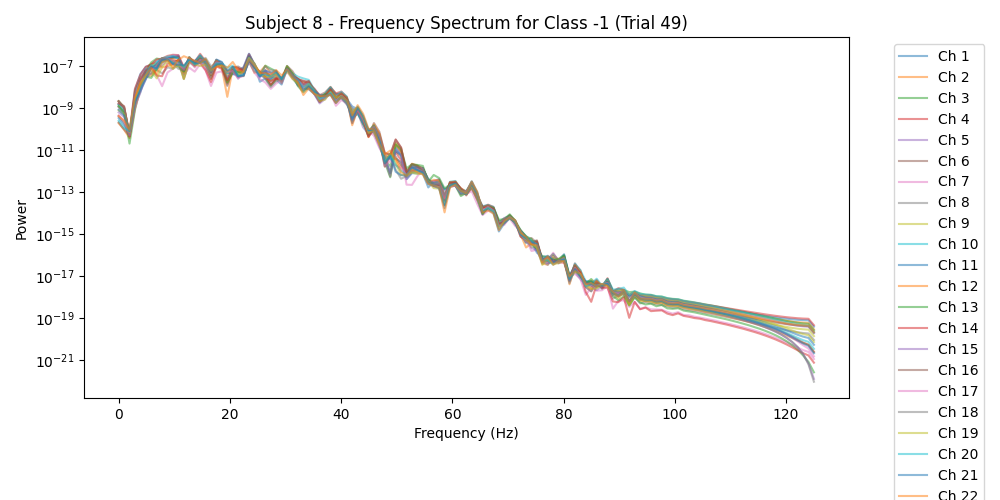 Subject 8 - Frequency Spectrum for Class -1 (Trial 49)
Power
10⁻⁷
10⁻⁹
10⁻¹¹
10⁻¹³
10⁻¹⁵
10⁻¹⁷
10⁻¹⁹
10⁻²¹
0 20 40 60 80 100 120
Frequency (Hz)
Ch 1
Ch 2
Ch 3
Ch 4
Ch 5
Ch 6
Ch 7
Ch 8
Ch 9
Ch 10
Ch 11
Ch 12
Ch 13
Ch 14
Ch 15
Ch 16
Ch 17
Ch 18
Ch 19
Ch 20
Ch 21
Ch 22